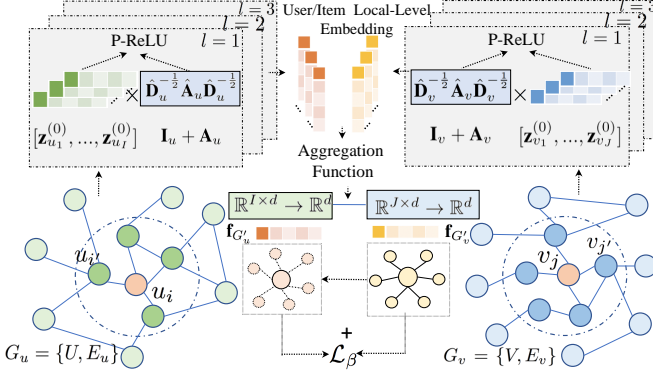 l = 3
l = 2
l = 1
P-ReLU
D̂_u^{-1/2} Â_u D̂_u^{-1/2}
×
[z_{u_1}^{(0)}, ..., z_{u_I}^{(0)}]
I_u + A_u
User/Item Local-Level
Embedding
Aggregation
Function
l = 3
l = 2
l = 1
P-ReLU
D̂_v^{-1/2} Â_v D̂_v^{-1/2}
×
I_v + A_v
[z_{v_1}^{(0)}, ..., z_{v_J}^{(0)}]
ℝ^{I×d} → ℝ^d
ℝ^{J×d} → ℝ^d
f_{G'_u}
f_{G'_v}
u_{i'}
u_i
G_u = {U, E_u}
+
ℒ_β
v_j
v_{j'}
G_v = {V, E_v}